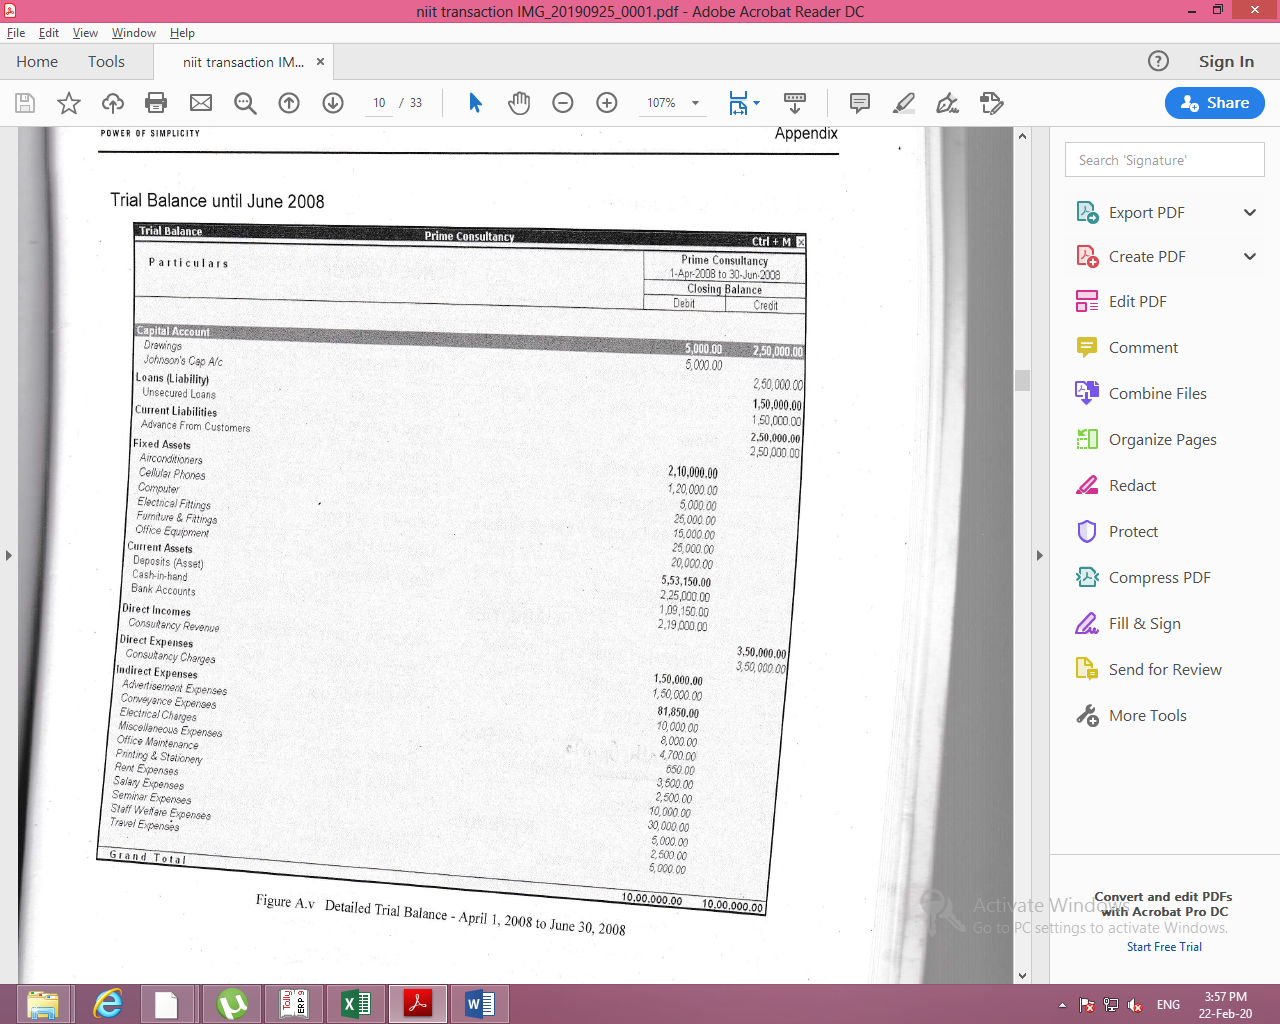 niit transaction IMG_20190925_0001.pdf - Adobe Acrobat Reader DC
File Edit View Window Help
Home Tools niit transaction IM... × Sign In
10 / 33 107% Share
POWER OF SIMPLICITY Appendix
Trial Balance until June 2008
Trial Balance Prime Consultancy Ctrl + M
Particulars Prime Consultancy
1-Apr-2008 to 30-Jun-2008
Closing Balance
Debit Credit
Capital Account 5,000.00 2,50,000.00
Drawings 5,000.00
Johnson's Cap A/c 2,50,000.00
Loans (Liability) 1,50,000.00
Unsecured Loans 1,50,000.00
Current Liabilities 2,50,000.00
Advance From Customers 2,50,000.00
Fixed Assets 2,10,000.00
Airconditioners 1,20,000.00
Cellular Phones 5,000.00
Computer 25,000.00
Electrical Fittings 15,000.00
Furniture & Fittings 25,000.00
Office Equipment 20,000.00
Current Assets 5,53,150.00
Deposits (Asset) 2,25,000.00
Cash-in-hand 1,09,150.00
Bank Accounts 2,19,000.00
Direct Incomes 3,50,000.00
Consultancy Revenue 3,50,000.00
Direct Expenses 1,50,000.00
Consultancy Charges 1,50,000.00
Indirect Expenses 81,850.00
Advertisement Expenses 10,000.00
Conveyance Expenses 8,000.00
Electrical Charges 4,700.00
Miscellaneous Expenses 650.00
Office Maintenance 3,500.00
Printing & Stationery 2,500.00
Rent Expenses 10,000.00
Salary Expenses 30,000.00
Seminar Expenses 5,000.00
Staff Welfare Expenses 2,500.00
Travel Expenses 5,000.00
Grand Total 10,00,000.00 10,00,000.00
Figure A.v Detailed Trial Balance - April 1, 2008 to June 30, 2008
Search 'Signature'
Export PDF
Create PDF
Edit PDF
Comment
Combine Files
Organize Pages
Redact
Protect
Compress PDF
Fill & Sign
Send for Review
More Tools
Convert and edit PDFs
with Acrobat Pro DC
Start Free Trial
Activate Windows
Go to PC settings to activate Windows.
Tally
ERP 9
ENG
3:57 PM
22-Feb-20